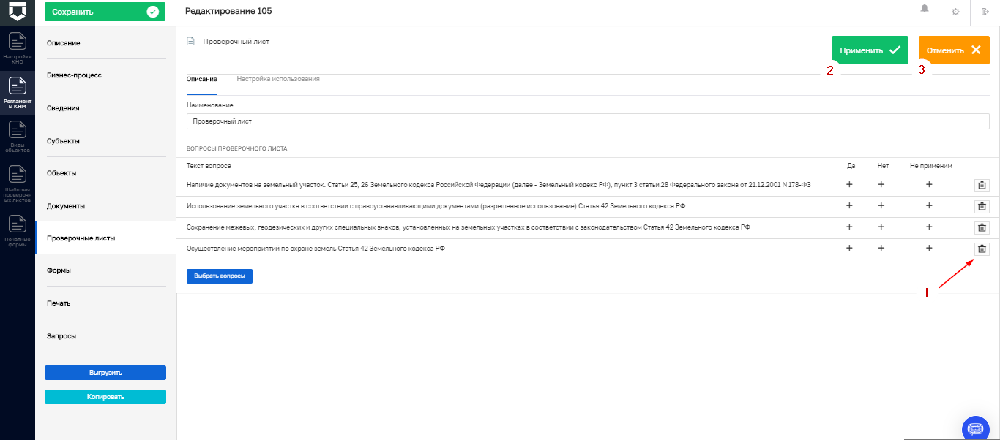 Сохранить
Редактирование 105
Настройки
КНО
Регламент
ы КНМ
Виды
объектов
Шаблоны
проверочн
ых листов
Печатные
формы
Описание
Бизнес-процесс
Сведения
Субъекты
Объекты
Документы
Проверочные листы
Формы
Печать
Запросы
Выгрузить
Копировать
Проверочный лист
Применить
Отменить
2
3
Описание
Настройка использования
Наименование
Проверочный лист
ВОПРОСЫ ПРОВЕРОЧНОГО ЛИСТА
Текст вопроса Да Нет Не применим
Наличие документов на земельный участок. Статьи 25, 26 Земельного кодекса Российской Федерации (далее - Земельный кодекс РФ), пункт 3 статьи 28 Федерального закона от 21.12.2001 N 178-ФЗ + + +
Использование земельного участка в соответствии с правоустанавливающими документами (разрешенное использование) Статья 42 Земельного кодекса РФ + + +
Сохранение межевых, геодезических и других специальных знаков, установленных на земельных участках в соответствии с законодательством Статья 42 Земельного кодекса РФ + + +
Осуществление мероприятий по охране земель Статья 42 Земельного кодекса РФ + + +
Выбрать вопросы
1